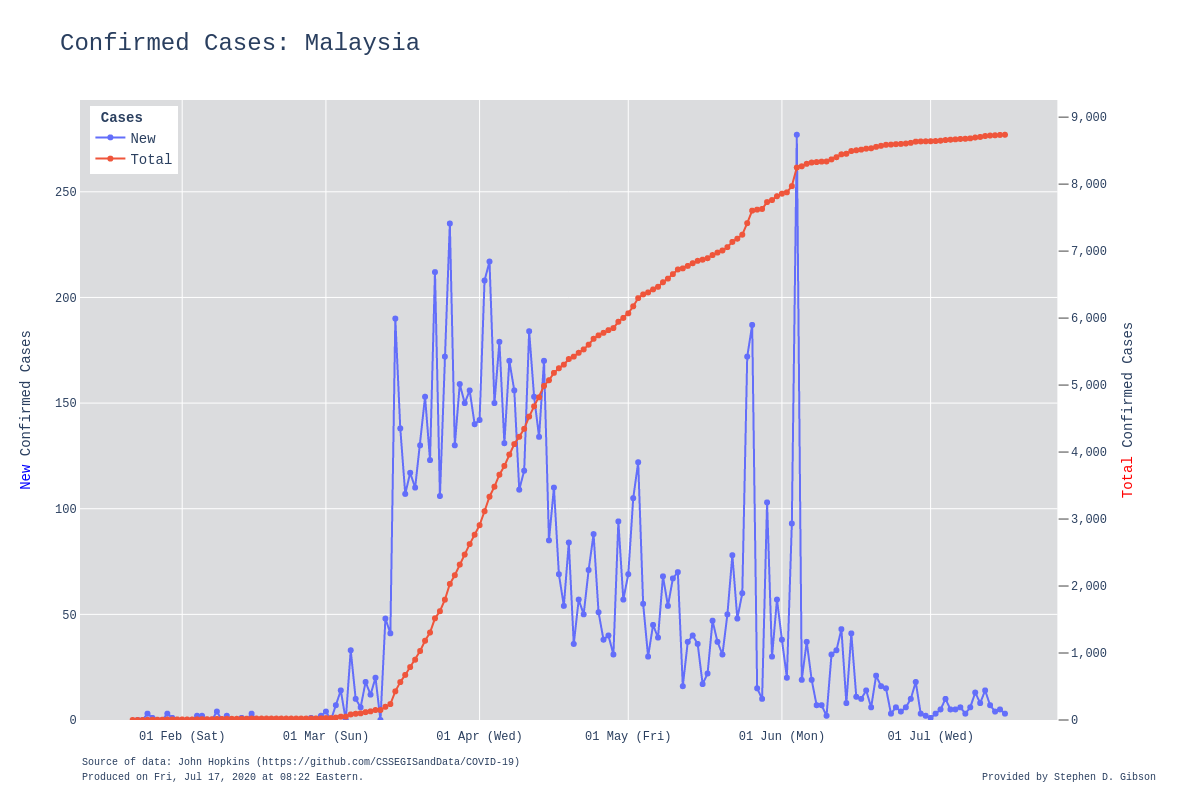 Confirmed Cases: Malaysia
Cases
New
Total
9,000
8,000
7,000
6,000
5,000
4,000
3,000
2,000
1,000
0
250
200
150
100
50
0
New Confirmed Cases
Total Confirmed Cases
01 Feb (Sat) 01 Mar (Sun) 01 Apr (Wed) 01 May (Fri) 01 Jun (Mon) 01 Jul (Wed)
Source of data: John Hopkins (https://github.com/CSSEGISandData/COVID-19)
Produced on Fri, Jul 17, 2020 at 08:22 Eastern.
Provided by Stephen D. Gibson